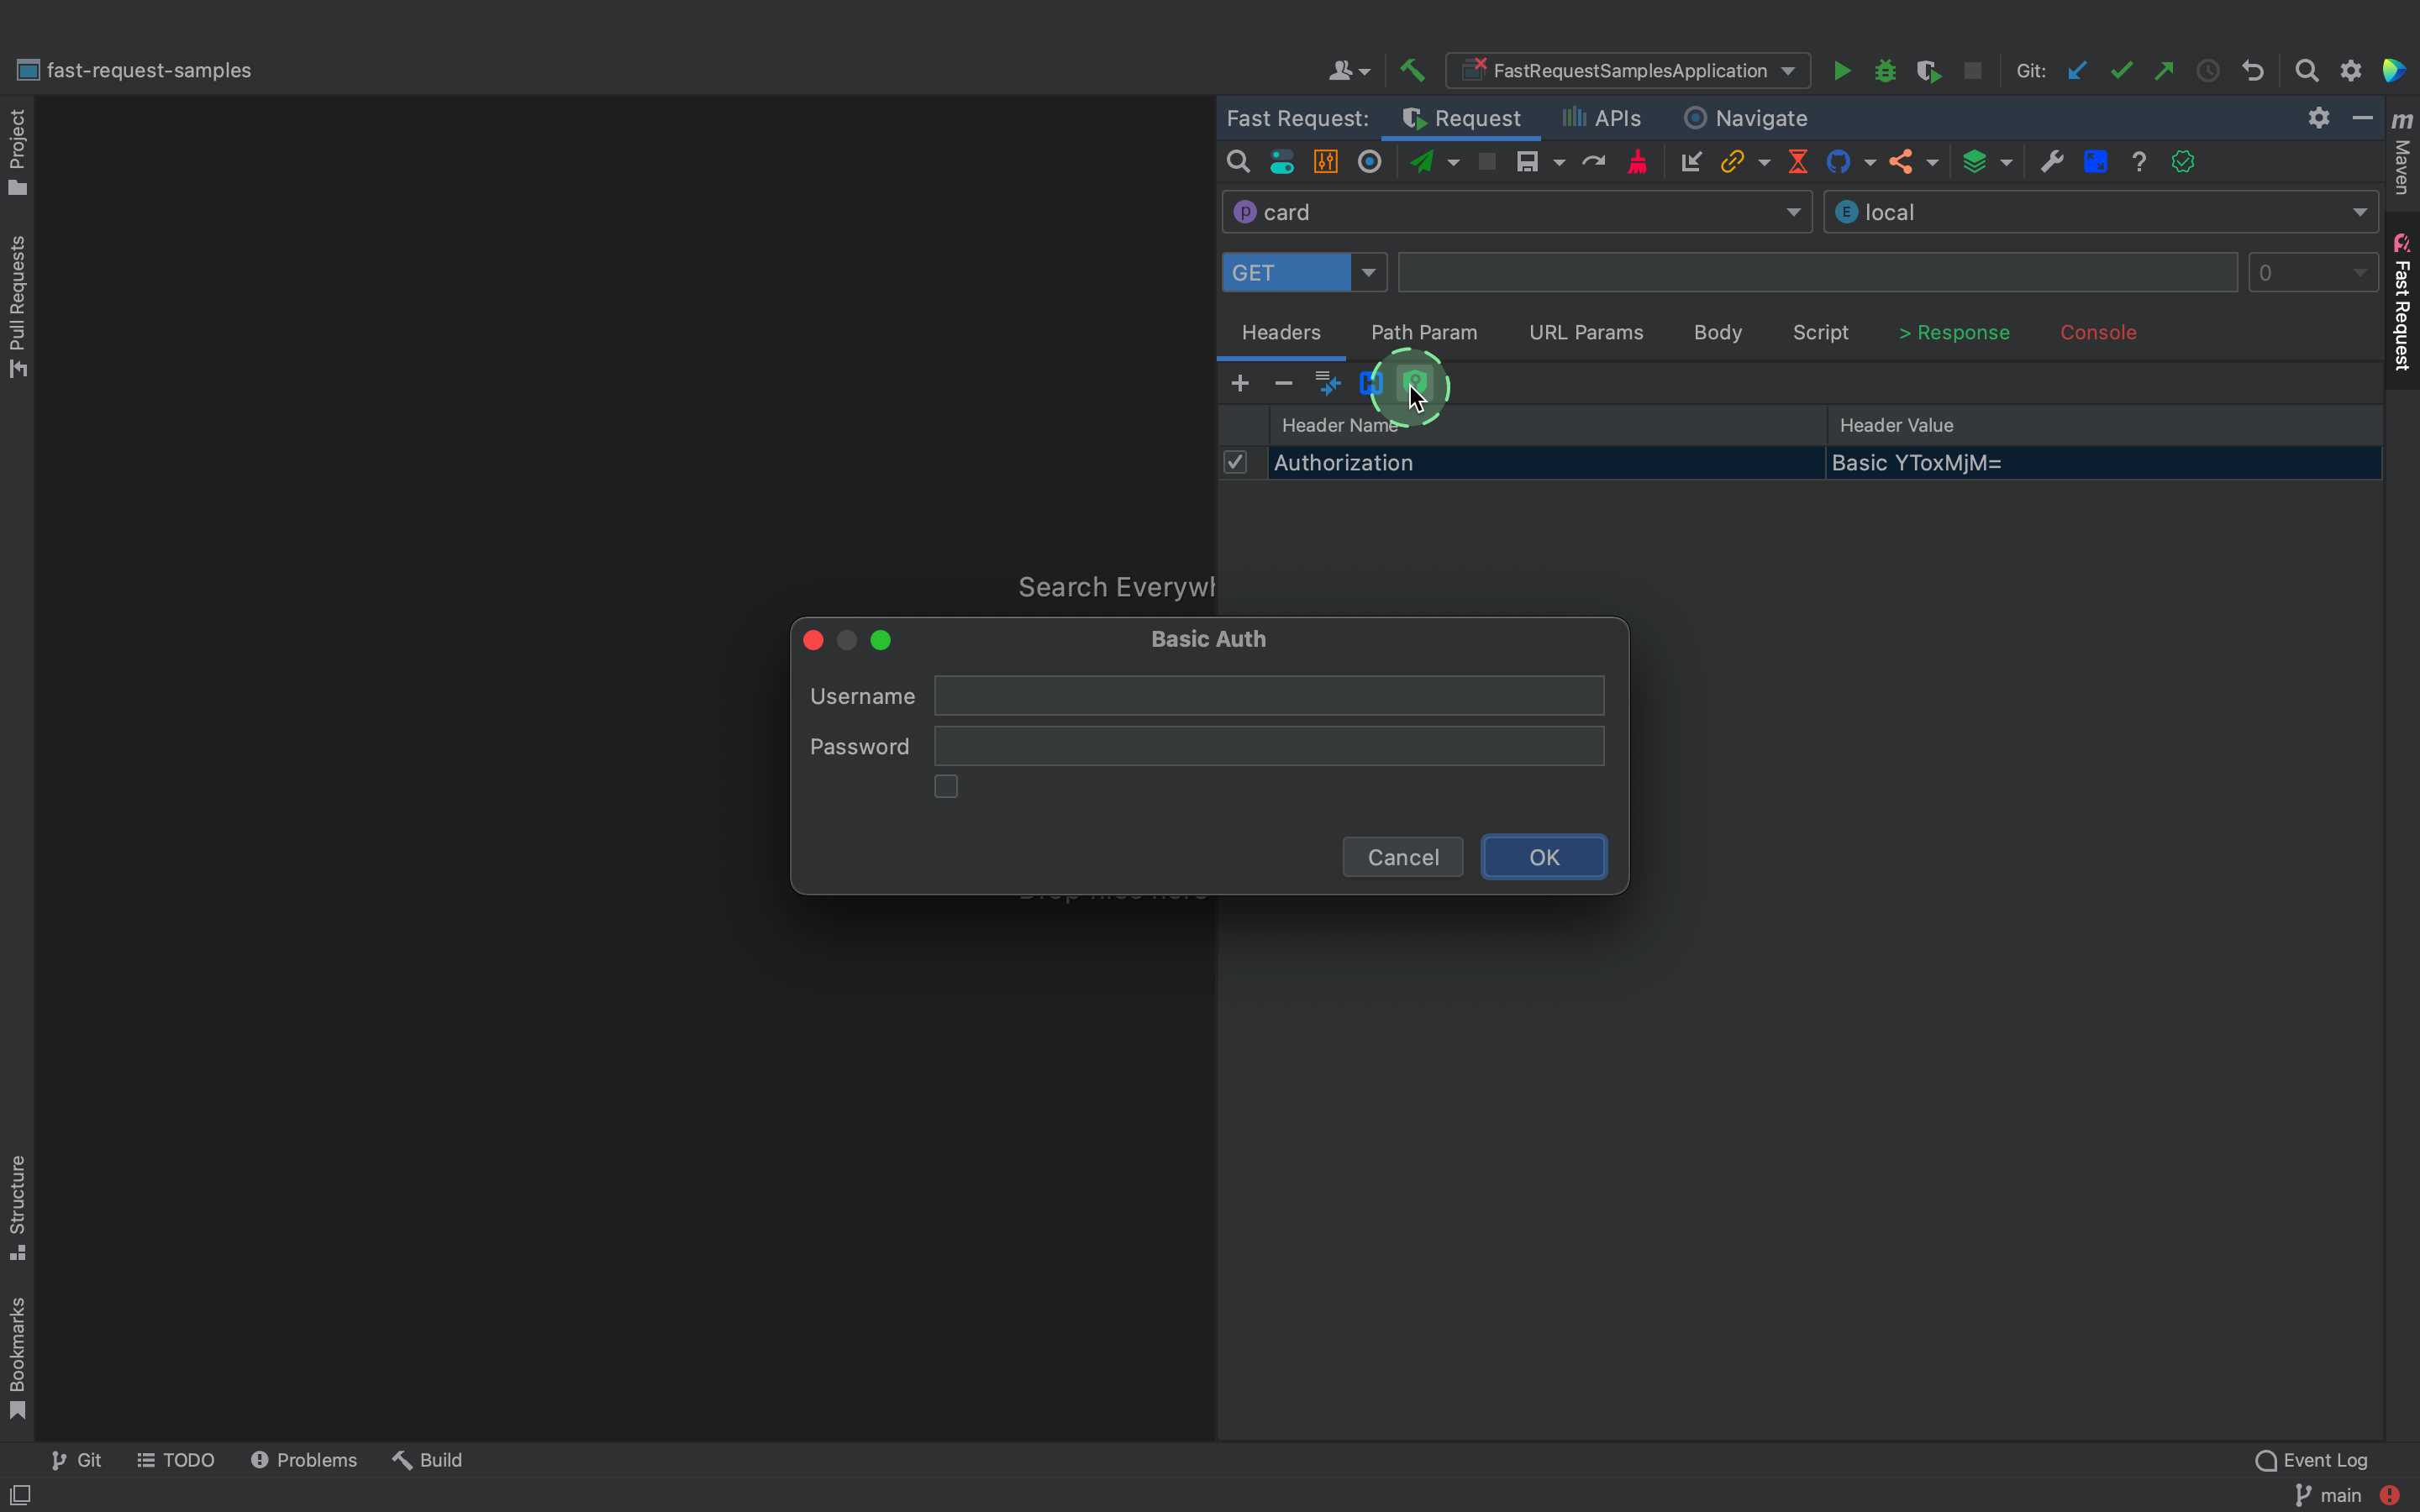 fast-request-samples
FastRequestSamplesApplication
Git:
Project
Pull Requests
Structure
Bookmarks
Fast Request:
Request
APIs
Navigate
card
local
GET
0
Headers
Path Param
URL Params
Body
Script
> Response
Console
Header Name
Header Value
Authorization
Basic YToxMjM=
Search Everywh
Basic Auth
Username
Password
Cancel
OK
Maven
Fast Request
Git
TODO
Problems
Build
Event Log
main